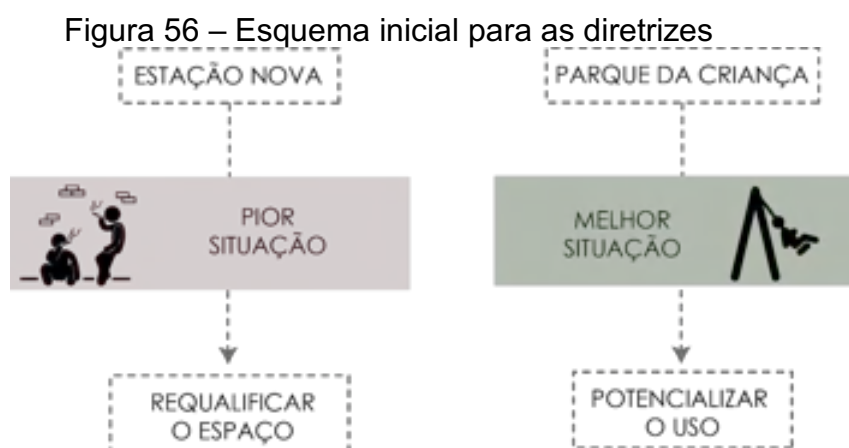 Figura 56 – Esquema inicial para as diretrizes
ESTAÇÃO NOVA
PIOR
SITUAÇÃO
REQUALIFICAR
O ESPAÇO
PARQUE DA CRIANÇA
MELHOR
SITUAÇÃO
POTENCIALIZAR
O USO